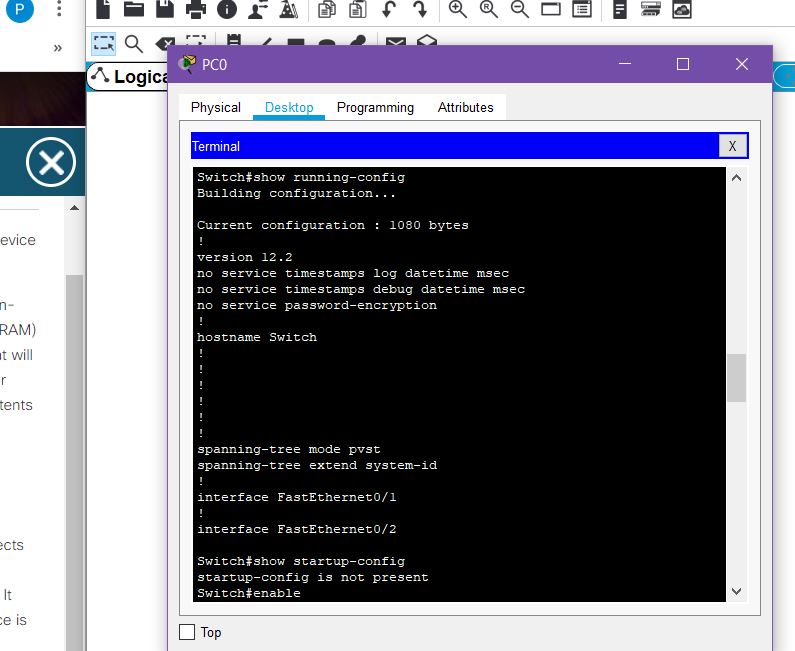 P
»
Logica
PC0
Physical
Desktop
Programming
Attributes
Terminal
X
Switch#show running-config
Building configuration...
Current configuration : 1080 bytes
!
version 12.2
no service timestamps log datetime msec
no service timestamps debug datetime msec
no service password-encryption
!
hostname Switch
!
!
!
!
!
!
spanning-tree mode pvst
spanning-tree extend system-id
!
interface FastEthernet0/1
!
interface FastEthernet0/2
Switch#show startup-config
startup-config is not present
Switch#enable
Top
evice
n-
RAM)
t will
r
tents
ects
It
ce is